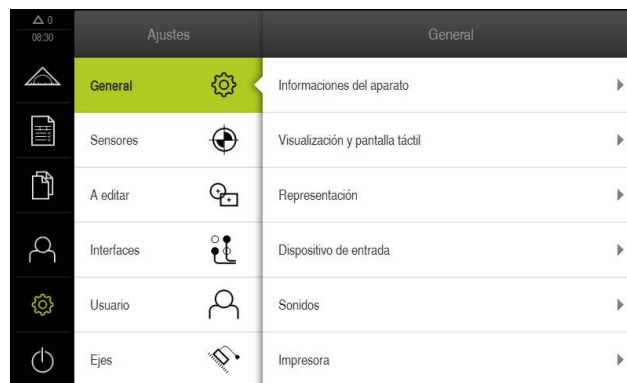 0
08:30
Ajustes
General
General
Informaciones del aparato
Sensores
Visualización y pantalla táctil
A editar
Representación
Interfaces
Dispositivo de entrada
Usuario
Sonidos
Ejes
Impresora